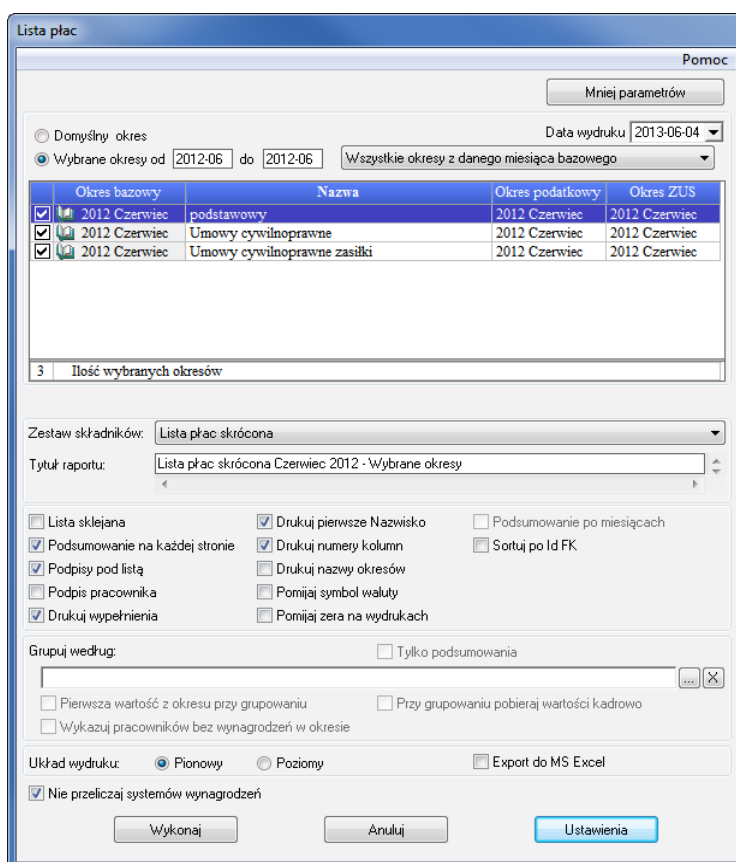 Lista płac
Pomoc
Mniej parametrów
Domyślny okres
Data wydruku 2013-06-04
Wybrane okresy od 2012-06 do 2012-06 Wszystkie okresy z danego miesiąca bazowego
Okres bazowy Nazwa Okres podatkowy Okres ZUS
2012 Czerwiec podstawowy 2012 Czerwiec 2012 Czerwiec
2012 Czerwiec Umowy cywilnoprawne 2012 Czerwiec 2012 Czerwiec
2012 Czerwiec Umowy cywilnoprawne zasiłki 2012 Czerwiec 2012 Czerwiec
3 Ilość wybranych okresów
Zestaw składników: Lista płac skrócona
Tytuł raportu: Lista płac skrócona Czerwiec 2012 - Wybrane okresy
Lista sklejana Drukuj pierwsze Nazwisko Podsumowanie po miesiącach
Podsumowanie na każdej stronie Drukuj numery kolumn Sortuj po Id FK
Podpisy pod listą Drukuj nazwy okresów
Podpis pracownika Pomijaj symbol waluty
Drukuj wypełnienia Pomijaj zera na wydrukach
Grupuj według: Tylko podsumowania
... X
Pierwsza wartość z okresu przy grupowaniu Przy grupowaniu pobieraj wartości kadrowo
Wykazuj pracowników bez wynagrodzeń w okresie
Układ wydruku: Pionowy Poziomy Export do MS Excel
Nie przeliczaj systemów wynagrodzeń
Wykonaj Anuluj Ustawienia